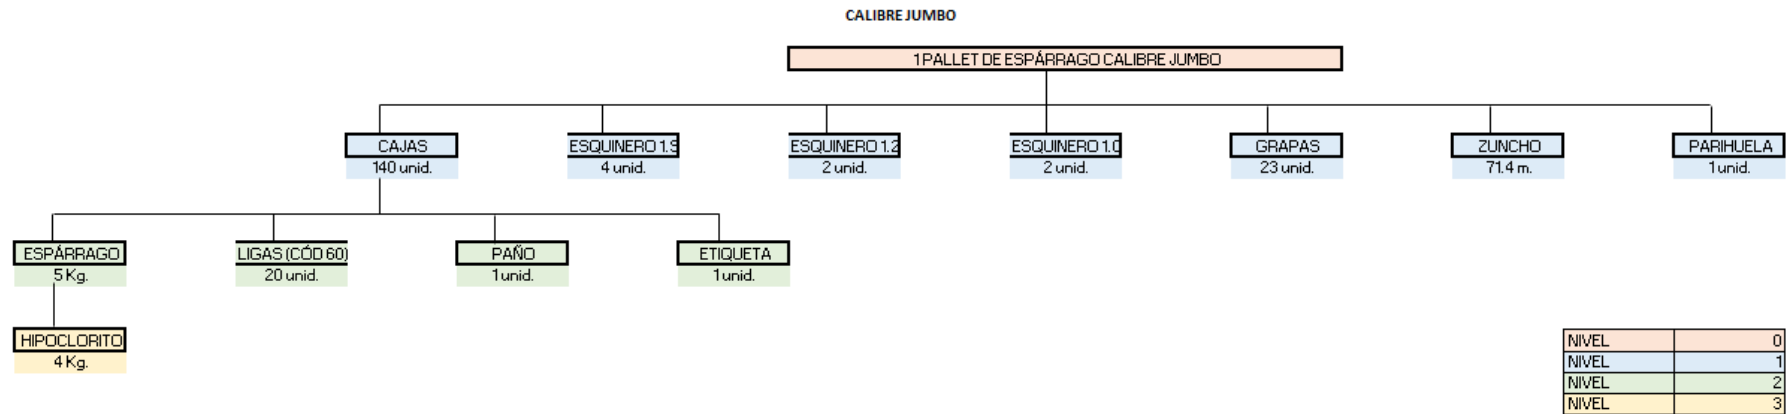 CALIBRE JUMBO
1 PALLET DE ESPÁRRAGO CALIBRE JUMBO
CAJAS
140 unid.
ESQUINERO 1.9
4 unid.
ESQUINERO 1.2
2 unid.
ESQUINERO 1.0
2 unid.
GRAPAS
23 unid.
ZUNCHO
71.4 m.
PARIHUELA
1 unid.
ESPÁRRAGO
5 Kg.
LIGAS (CÓD 60)
20 unid.
PAÑO
1 unid.
ETIQUETA
1 unid.
HIPOCLORITO
4 Kg.
NIVEL 0
NIVEL 1
NIVEL 2
NIVEL 3